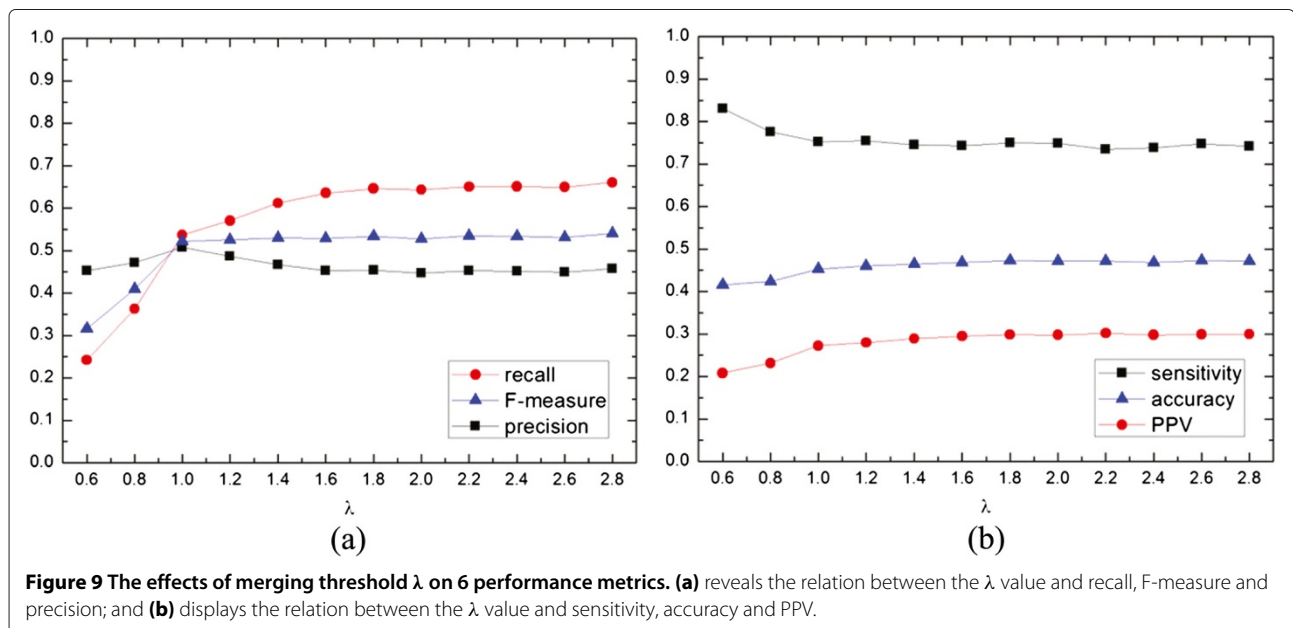 1.0
0.9
0.8
0.7
0.6
0.5
0.4
0.3
0.2
0.1
0.0
recall
F-measure
precision
0.6 0.8 1.0 1.2 1.4 1.6 1.8 2.0 2.2 2.4 2.6 2.8
λ
(a)
1.0
0.9
0.8
0.7
0.6
0.5
0.4
0.3
0.2
0.1
0.0
sensitivity
accuracy
PPV
0.6 0.8 1.0 1.2 1.4 1.6 1.8 2.0 2.2 2.4 2.6 2.8
λ
(b)
Figure 9 The effects of merging threshold λ on 6 performance metrics. (a) reveals the relation between the λ value and recall, F-measure and
precision; and (b) displays the relation between the λ value and sensitivity, accuracy and PPV.